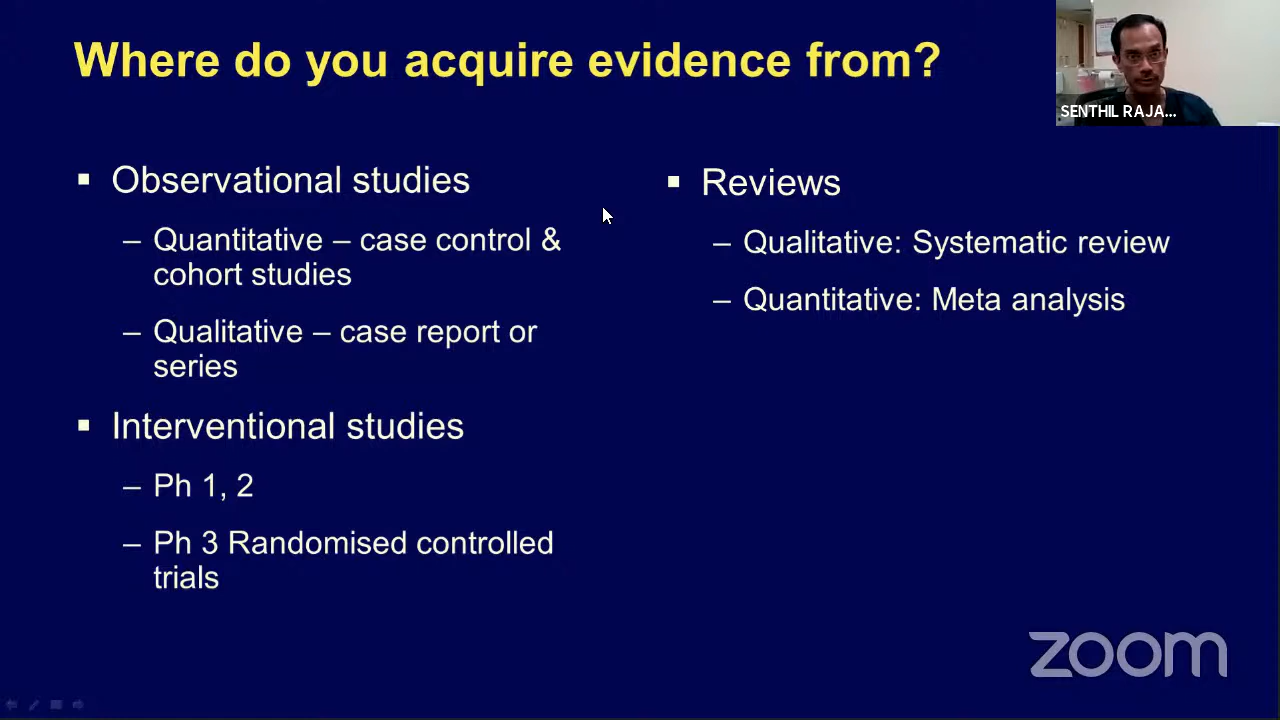 Where do you acquire evidence from?
SENTHIL RAJA...
▪ Observational studies
– Quantitative – case control &
cohort studies
– Qualitative – case report or
series
▪ Interventional studies
– Ph 1, 2
– Ph 3 Randomised controlled
trials
▪ Reviews
– Qualitative: Systematic review
– Quantitative: Meta analysis
zoom